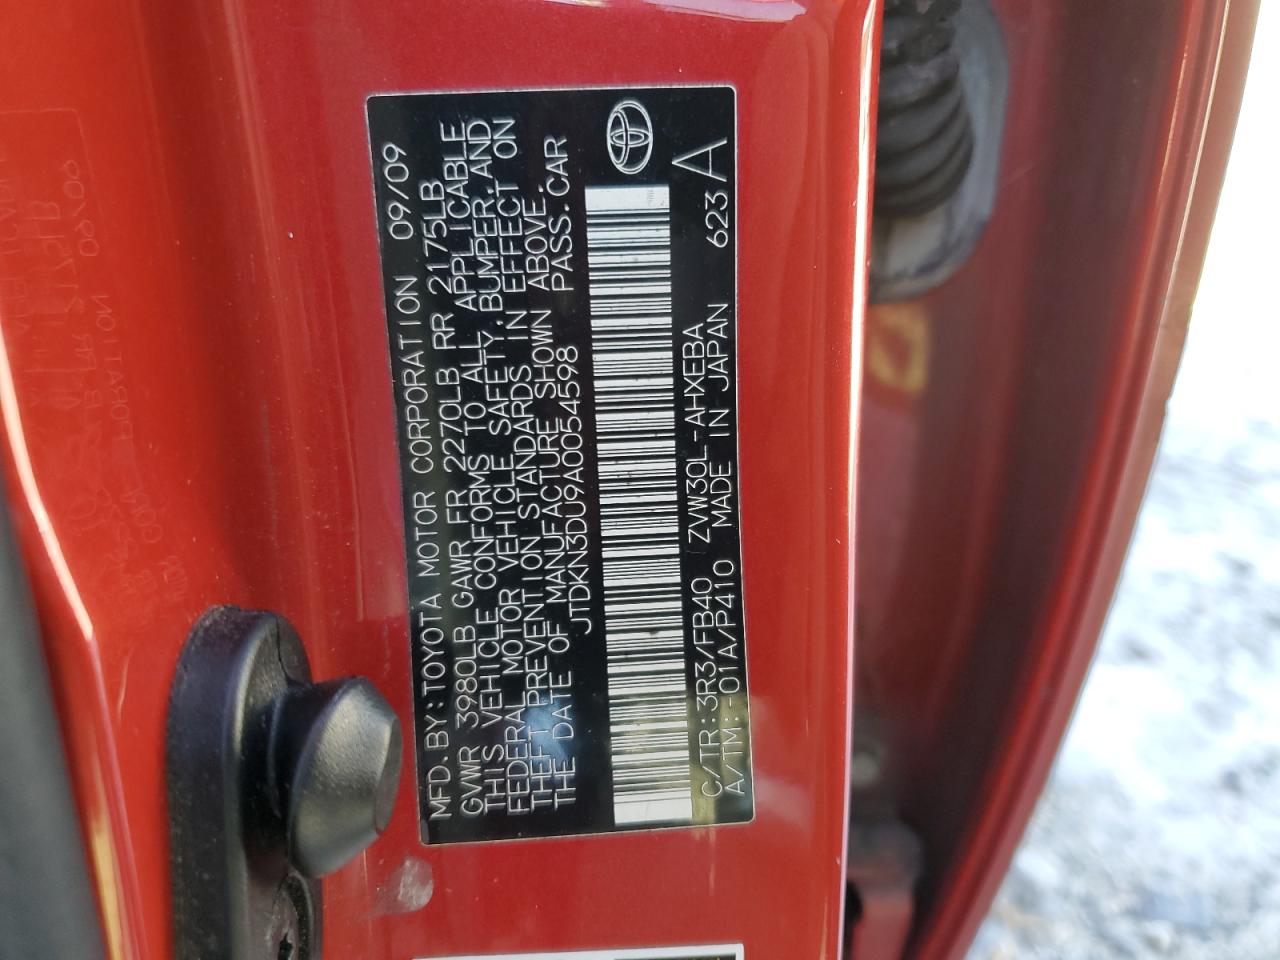 MFD.BY:TOYOTA MOTOR CORPORATION 09/09
GVWR 3980LB GAWR FR 2270LB RR 2175LB
THIS VEHICLE CONFORMS TO ALL APPLICABLE
FEDERAL MOTOR VEHICLE SAFETY,BUMPER,AND
THEFT PREVENTION STANDARDS IN EFFECT ON
THE DATE OF MANUFACTURE SHOWN ABOVE.
JTDKN3DU9A0054598 PASS.CAR
C/TR:3R3/FB40 ZVW30L-AHXEBA
A/TM:-01A/P410 MADE IN JAPAN 623 A